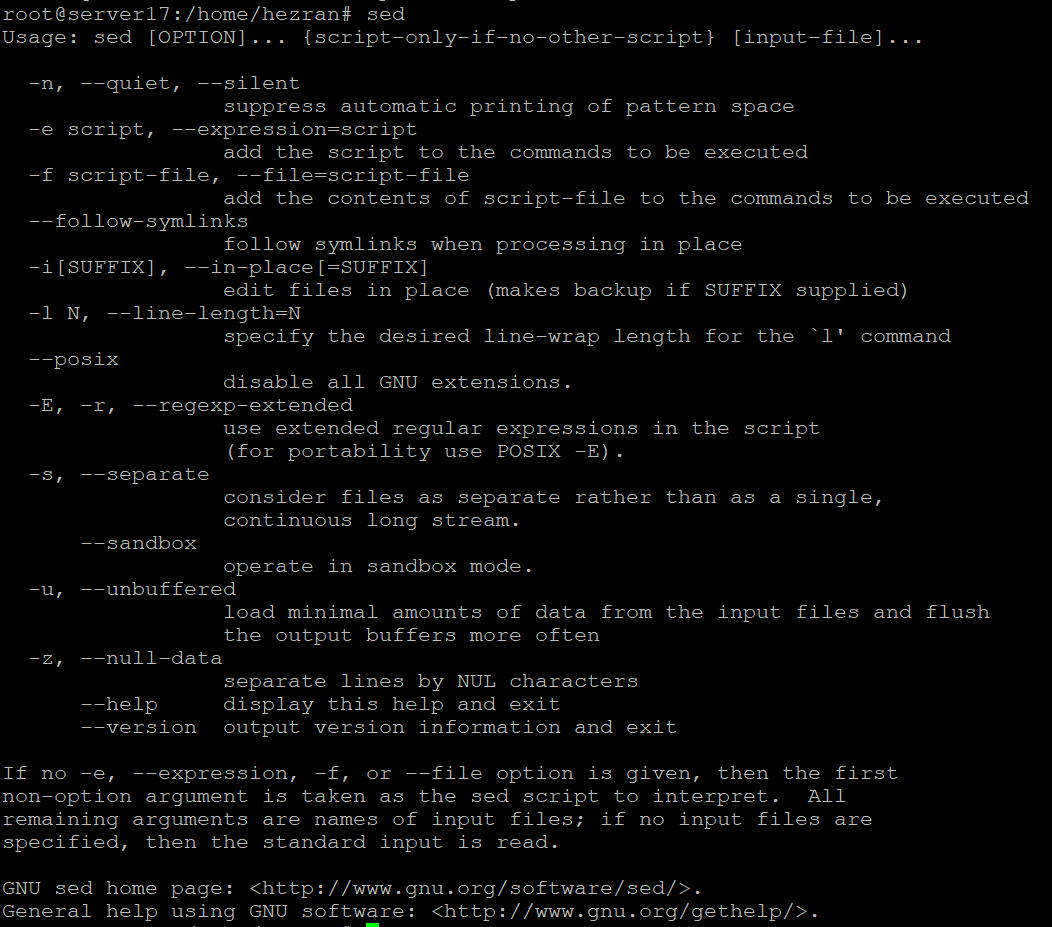 root@server17:/home/hezran# sed
Usage: sed [OPTION]... {script-only-if-no-other-script} [input-file]...

  -n, --quiet, --silent
                 suppress automatic printing of pattern space
  -e script, --expression=script
                 add the script to the commands to be executed
  -f script-file, --file=script-file
                 add the contents of script-file to the commands to be executed
  --follow-symlinks
                 follow symlinks when processing in place
  -i[SUFFIX], --in-place[=SUFFIX]
                 edit files in place (makes backup if SUFFIX supplied)
  -l N, --line-length=N
                 specify the desired line-wrap length for the `l' command
  --posix
                 disable all GNU extensions.
  -E, -r, --regexp-extended
                 use extended regular expressions in the script
                 (for portability use POSIX -E).
  -s, --separate
                 consider files as separate rather than as a single,
                 continuous long stream.
      --sandbox
                 operate in sandbox mode.
  -u, --unbuffered
                 load minimal amounts of data from the input files and flush
                 the output buffers more often
  -z, --null-data
                 separate lines by NUL characters
      --help     display this help and exit
      --version  output version information and exit

If no -e, --expression, -f, or --file option is given, then the first
non-option argument is taken as the sed script to interpret.  All
remaining arguments are names of input files; if no input files are
specified, then the standard input is read.

GNU sed home page: <http://www.gnu.org/software/sed/>.
General help using GNU software: <http://www.gnu.org/gethelp/>.